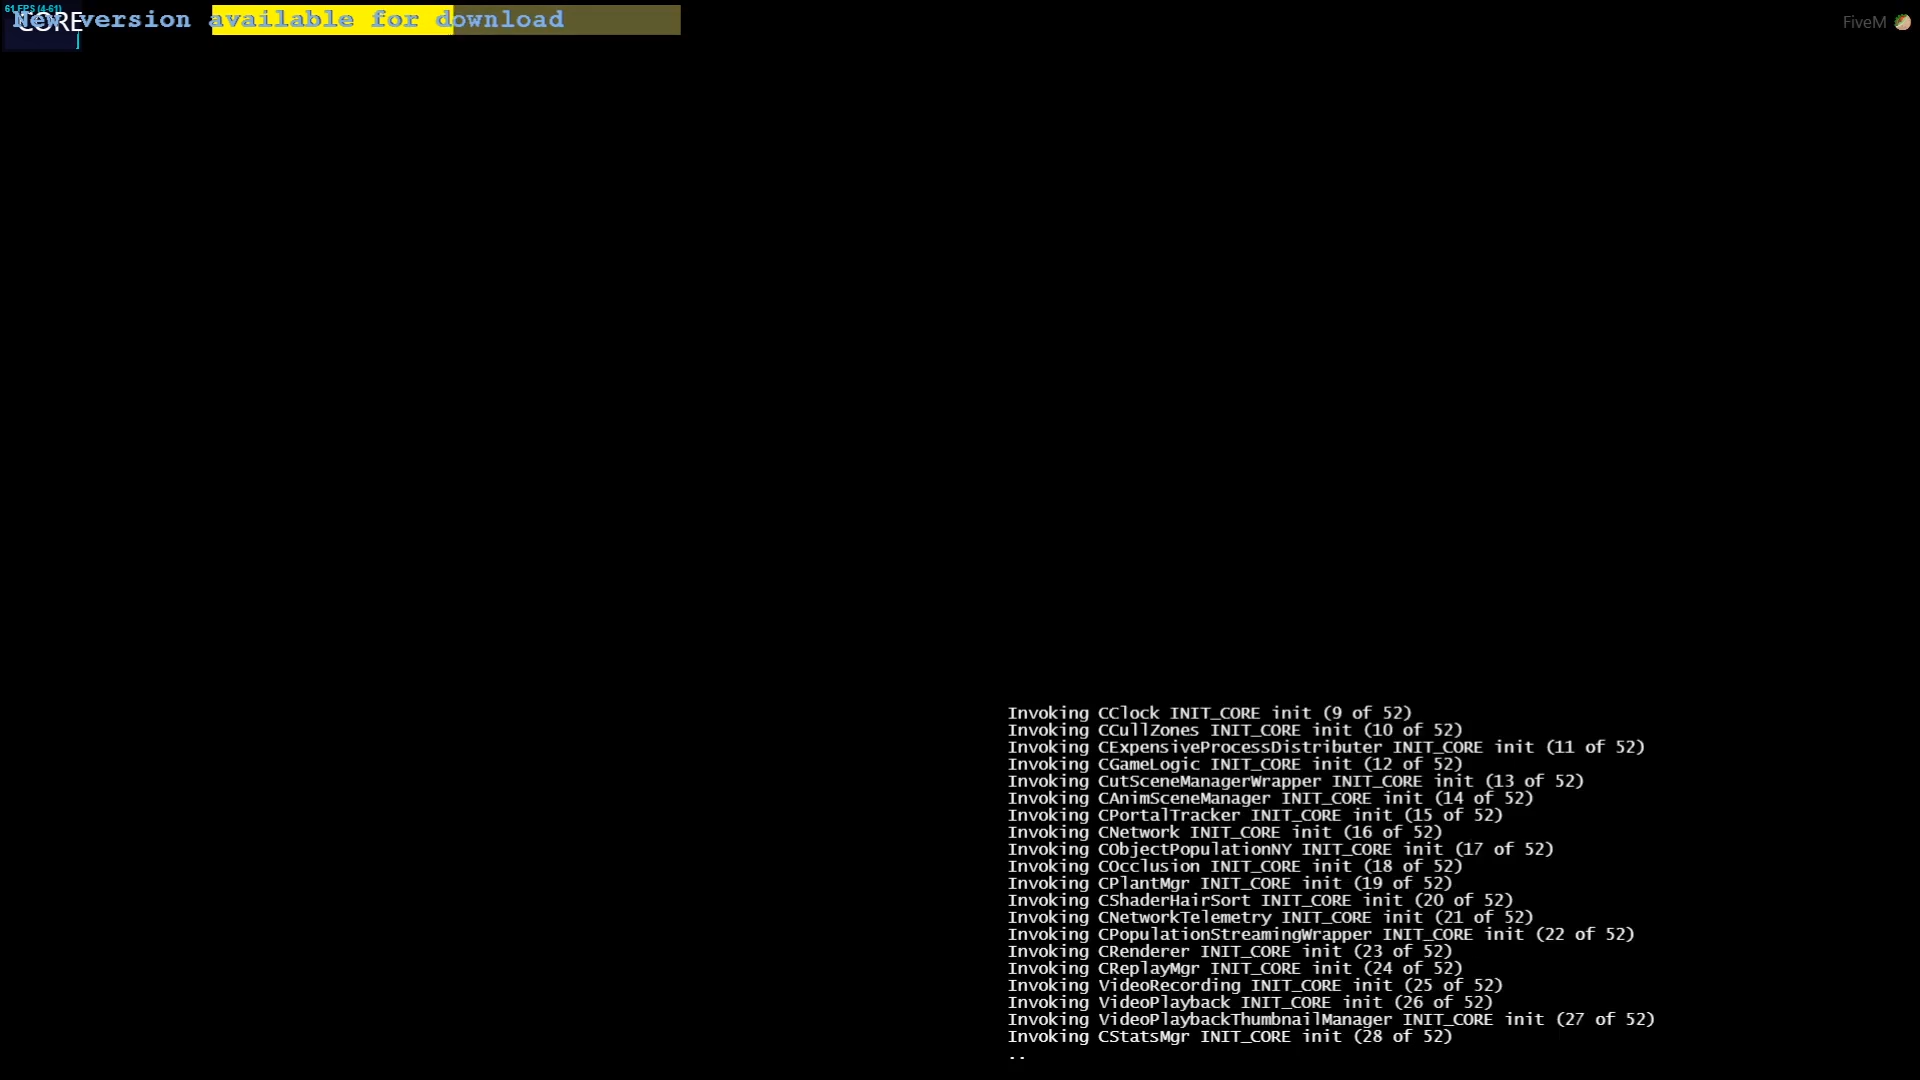 61 FPS (4-61)
New version available for download
CORE
FiveM
Invoking CClock INIT_CORE init (9 of 52)
Invoking CCullZones INIT_CORE init (10 of 52)
Invoking CExpensiveProcessDistributer INIT_CORE init (11 of 52)
Invoking CGameLogic INIT_CORE init (12 of 52)
Invoking CutSceneManagerWrapper INIT_CORE init (13 of 52)
Invoking CAnimSceneManager INIT_CORE init (14 of 52)
Invoking CPortalTracker INIT_CORE init (15 of 52)
Invoking CNetwork INIT_CORE init (16 of 52)
Invoking CObjectPopulationNY INIT_CORE init (17 of 52)
Invoking COcclusion INIT_CORE init (18 of 52)
Invoking CPlantMgr INIT_CORE init (19 of 52)
Invoking CShaderHairSort INIT_CORE init (20 of 52)
Invoking CNetworkTelemetry INIT_CORE init (21 of 52)
Invoking CPopulationStreamingWrapper INIT_CORE init (22 of 52)
Invoking CRenderer INIT_CORE init (23 of 52)
Invoking CReplayMgr INIT_CORE init (24 of 52)
Invoking VideoRecording INIT_CORE init (25 of 52)
Invoking VideoPlayback INIT_CORE init (26 of 52)
Invoking VideoPlaybackThumbnailManager INIT_CORE init (27 of 52)
Invoking CStatsMgr INIT_CORE init (28 of 52)
..